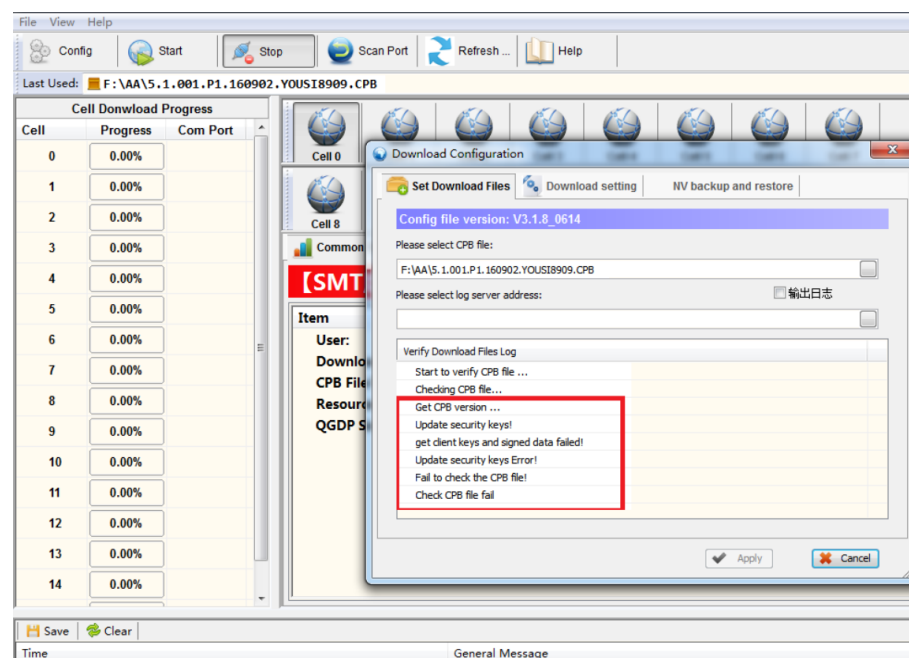 File View Help
Config Start Stop Scan Port Refresh ... Help
Last Used: F:\AA\5.1.001.P1.160902.YOUSI8909.CPB
Cell Donwload Progress
Cell Progress Com Port
0 0.00%
1 0.00%
2 0.00%
3 0.00%
4 0.00%
5 0.00%
6 0.00%
7 0.00%
8 0.00%
9 0.00%
10 0.00%
11 0.00%
12 0.00%
13 0.00%
14 0.00%
Cell 0
Cell 8
Common
【SMT
Item
User:
Downlo
CPB File
Resour
QGDP S
Download Configuration
Set Download Files Download setting NV backup and restore
Config file version: V3.1.8_0614
Please select CPB file:
F:\AA\5.1.001.P1.160902.YOUSI8909.CPB
Please select log server address: 输出日志
Verify Download Files Log
Start to verify CPB file ...
Checking CPB file...
Get CPB version ...
Update security keys!
get client keys and signed data failed!
Update security keys Error!
Fail to check the CPB file!
Check CPB file fail
Apply Cancel
Save Clear
Time General Message